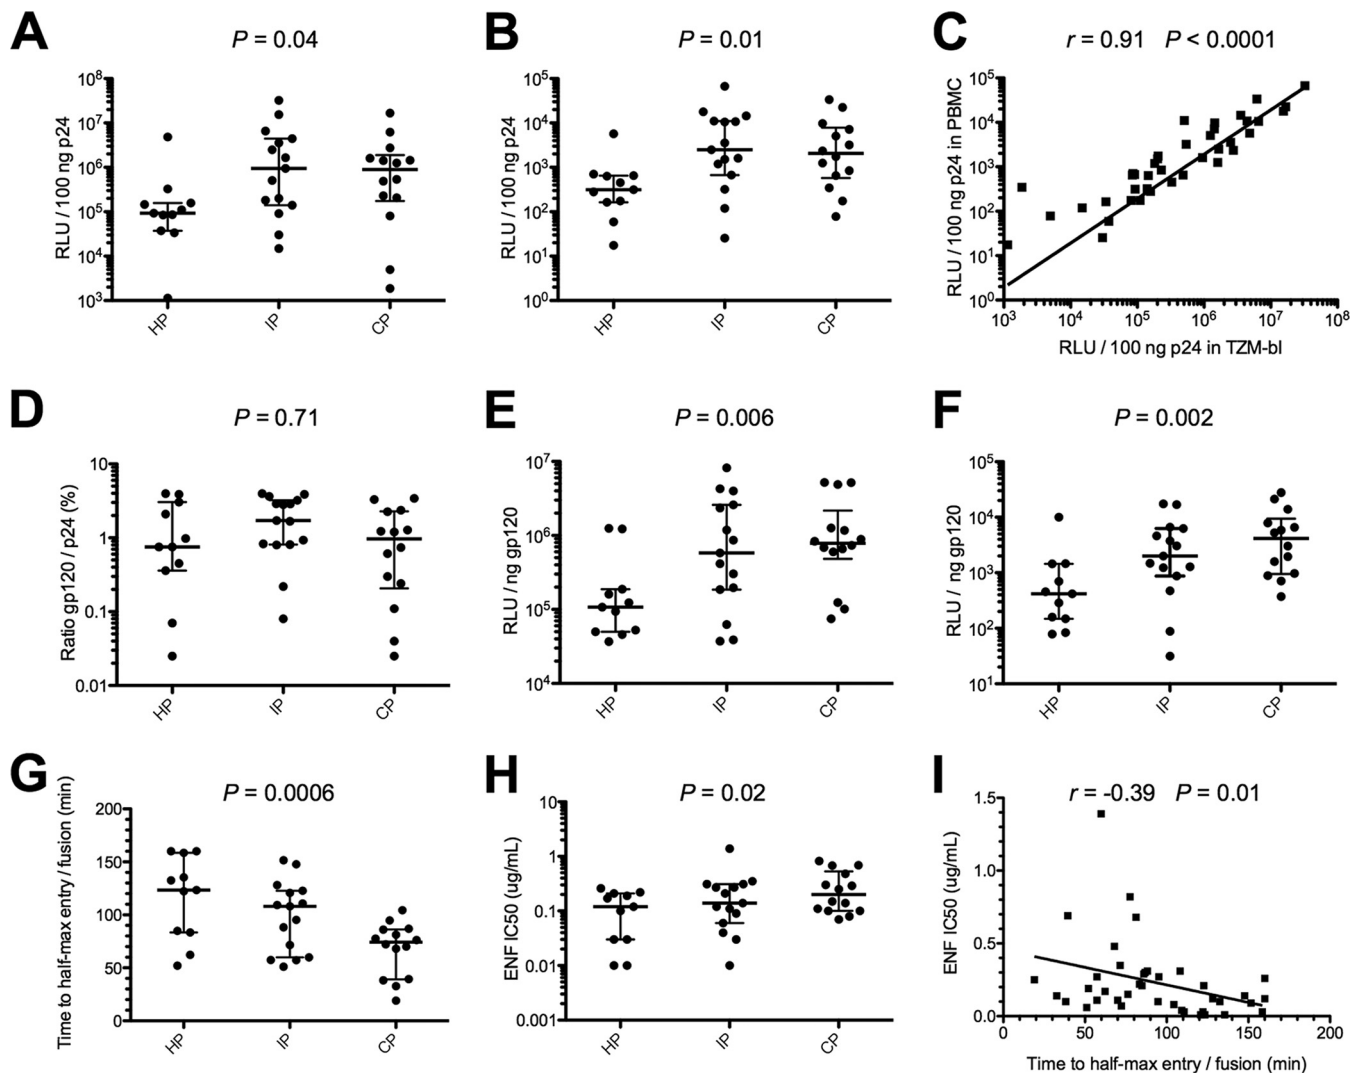 A
P = 0.04
RLU / 100 ng p24
10⁸
10⁷
10⁶
10⁵
10⁴
10³
HP
IP
CP
B
P = 0.01
RLU / 100 ng p24
10⁵
10⁴
10³
10²
10¹
10⁰
HP
IP
CP
C
r = 0.91 P < 0.0001
RLU / 100 ng p24 in PBMC
10⁵
10⁴
10³
10²
10¹
10⁰
10³ 10⁴ 10⁵ 10⁶ 10⁷ 10⁸
RLU / 100 ng p24 in TZM-bl
D
P = 0.71
Ratio gp120 / p24 (%)
10
1
0.1
0.01
HP
IP
CP
E
P = 0.006
RLU / ng gp120
10⁷
10⁶
10⁵
10⁴
HP
IP
CP
F
P = 0.002
RLU / ng gp120
10⁵
10⁴
10³
10²
10¹
HP
IP
CP
G
P = 0.0006
Time to half-max entry / fusion (min)
200
150
100
50
0
HP
IP
CP
H
P = 0.02
ENF IC50 (ug/mL)
10
1
0.1
0.01
0.001
HP
IP
CP
I
r = -0.39 P = 0.01
ENF IC50 (ug/mL)
1.5
1.0
0.5
0.0
0 50 100 150 200
Time to half-max entry / fusion (min)